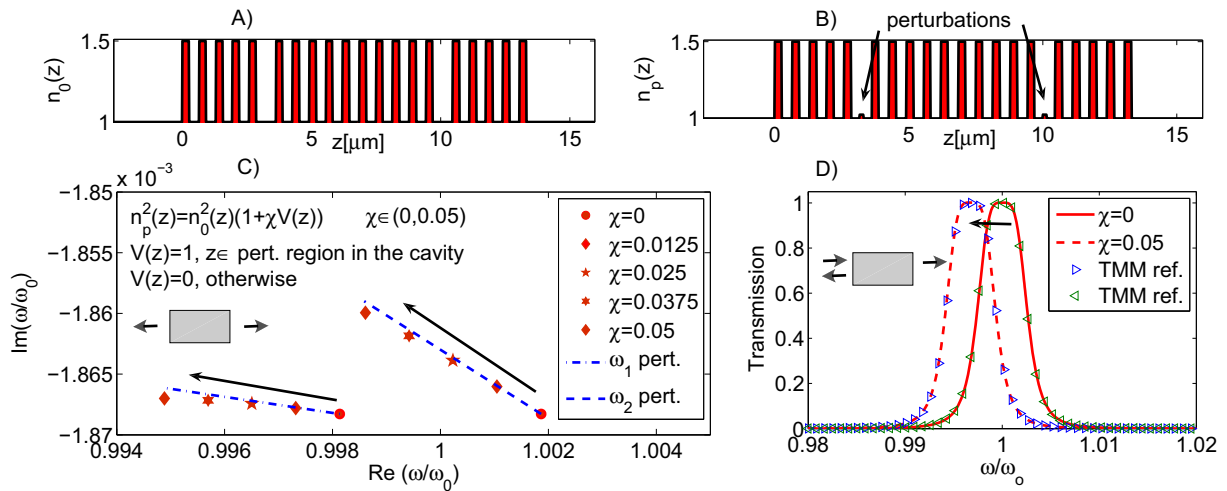 A)
n₀(z)
1.5
1
0
5
10
15
z[μm]
B)
perturbations
nₚ(z)
1.5
1
0
5
10
15
z[μm]
C)
x 10⁻³
−1.85
−1.855
−1.86
−1.865
−1.87
Im(ω/ω₀)
n²ₚ(z)=n²₀(z)(1+χV(z)) χ∈(0,0.05)
V(z)=1, z∈ pert. region in the cavity
V(z)=0, otherwise
χ=0
χ=0.0125
χ=0.025
χ=0.0375
χ=0.05
ω₁ pert.
ω₂ pert.
0.994
0.996
0.998
1
1.002
1.004
Re (ω/ω₀)
D)
Transmission
1
0.8
0.6
0.4
0.2
0
χ=0
χ=0.05
TMM ref.
TMM ref.
0.98
0.99
1
1.01
1.02
ω/ωₒ